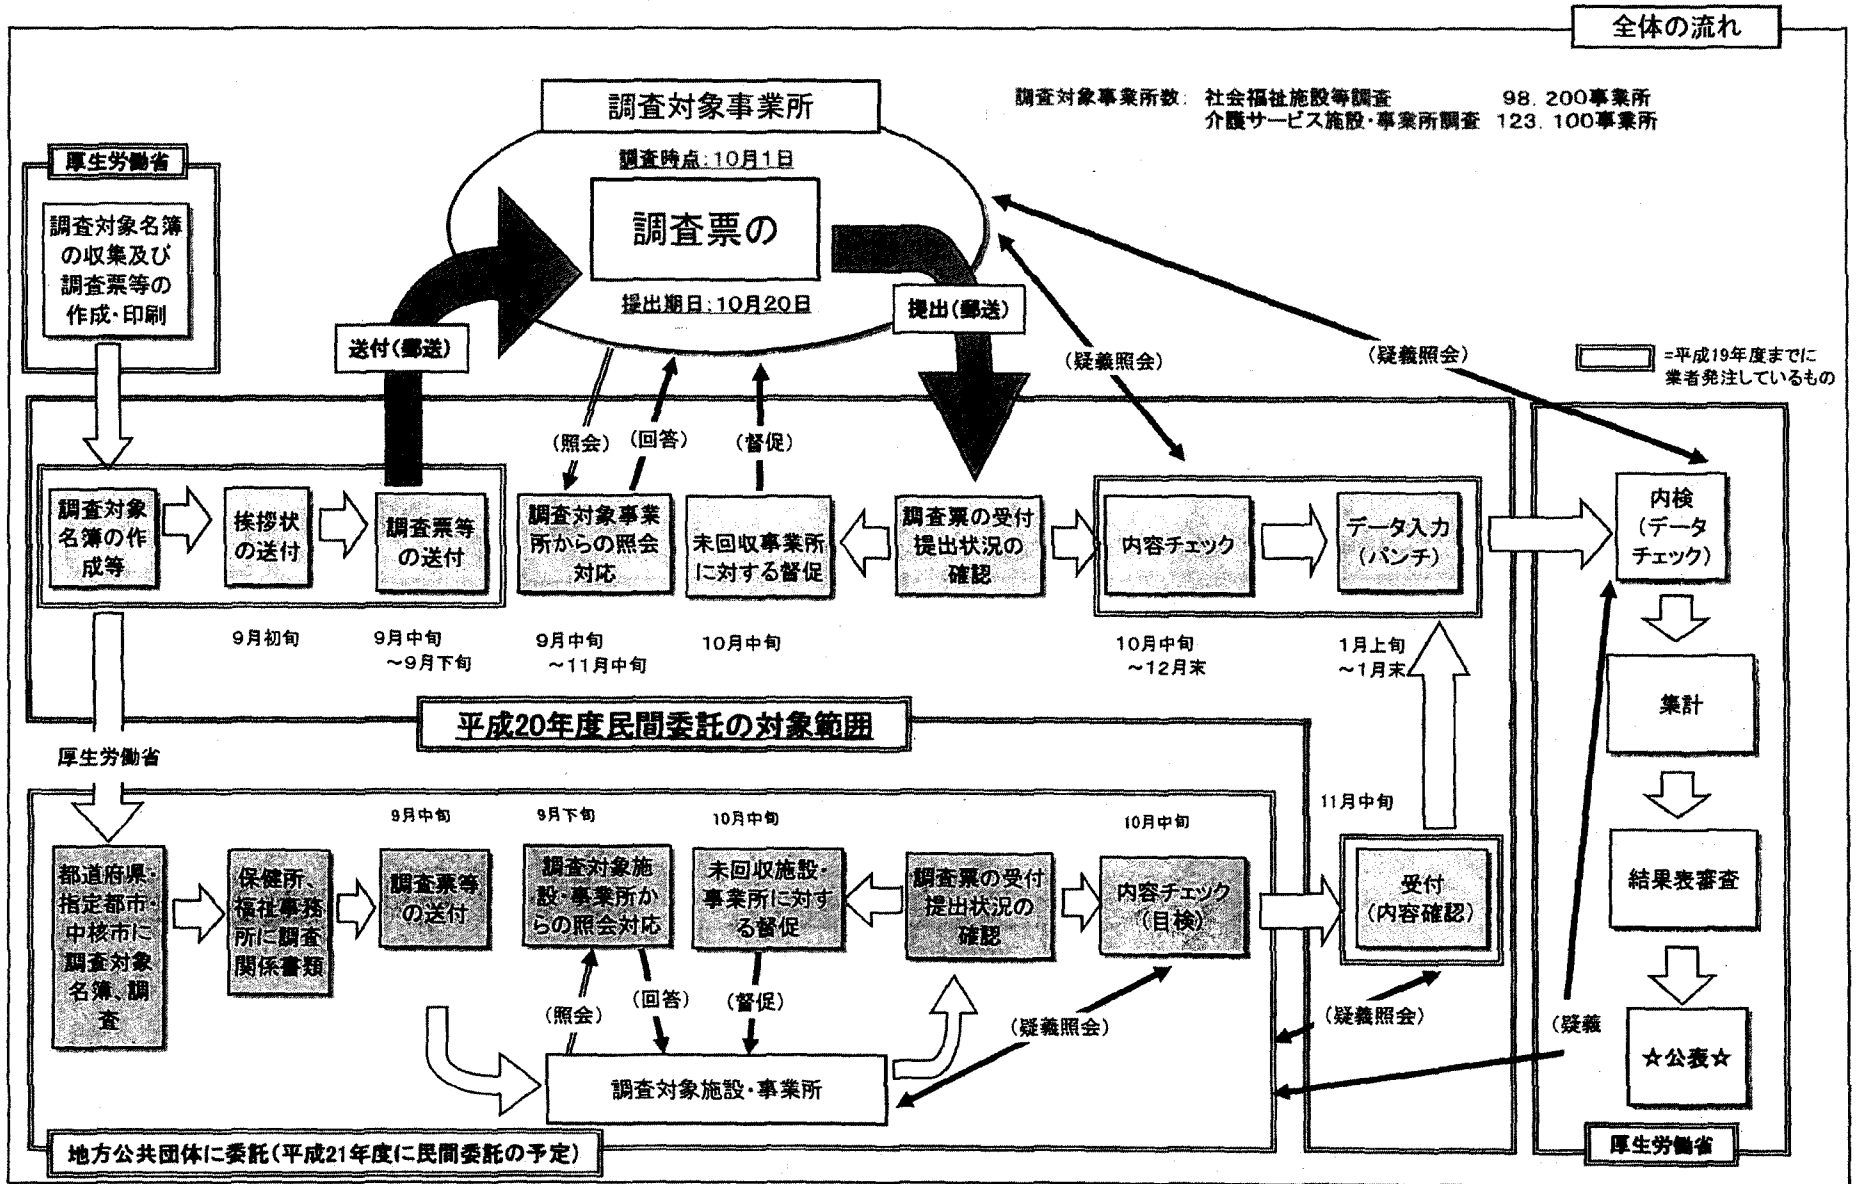 全体の流れ
調査対象事業所数: 社会福祉施設等調査 98, 200事業所
介護サービス施設・事業所調査 123, 100事業所
調査対象事業所
調査時点:10月1日
調査票の
提出期日:10月20日
厚生労働省
調査対象名簿
の収集及び
調査票等の
作成・印刷
送付(郵送)
提出(郵送)
(疑義照会)
(疑義照会)
=平成19年度までに
業者発注しているもの
(照会)
(回答)
(督促)
調査対象
名簿の作
成等
挨拶状
の送付
調査票等
の送付
調査対象事業
所からの照会
対応
未回収事業所
に対する督促
調査票の受付
提出状況の
確認
内容チェック
データ入力
(パンチ)
内検
(データ
チェック)
9月初旬
9月中旬
~9月下旬
9月中旬
~11月中旬
10月中旬
10月中旬
~12月末
1月上旬
~1月末
集計
平成20年度民間委託の対象範囲
厚生労働省
9月中旬
9月下旬
10月中旬
10月中旬
11月中旬
都道府県・
指定都市・
中核市に
調査対象
名簿、調
査
保健所、
福祉事務
所に調査
関係書類
調査票等
の送付
調査対象施
設・事業所か
らの照会対応
未回収施設・
事業所に対す
る督促
調査票の受付
提出状況の
確認
内容チェック
(目検)
受付
(内容確認)
結果表審査
(照会)
(回答)
(督促)
(疑義照会)
(疑義照会)
(疑義
調査対象施設・事業所
☆公表☆
地方公共団体に委託(平成21年度に民間委託の予定)
厚生労働省